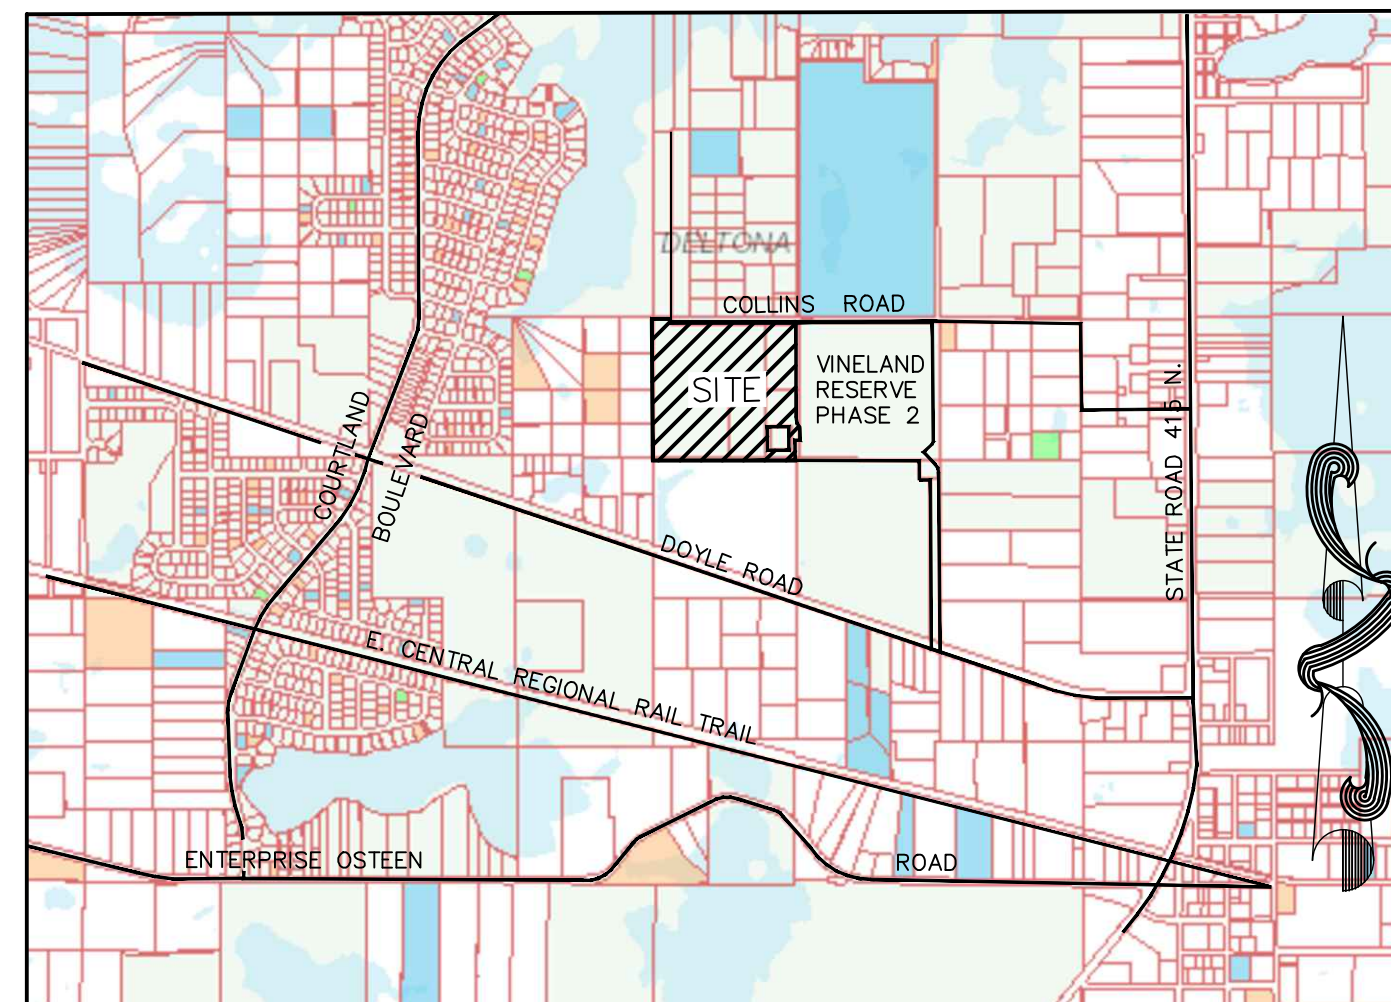 DELTONA
COLLINS ROAD
SITE
VINELAND
RESERVE
PHASE 2
COURTLAND
BOULEVARD
STATE ROAD 415 N.
DOYLE ROAD
E. CENTRAL REGIONAL RAIL TRAIL
ENTERPRISE OSTEEN
ROAD